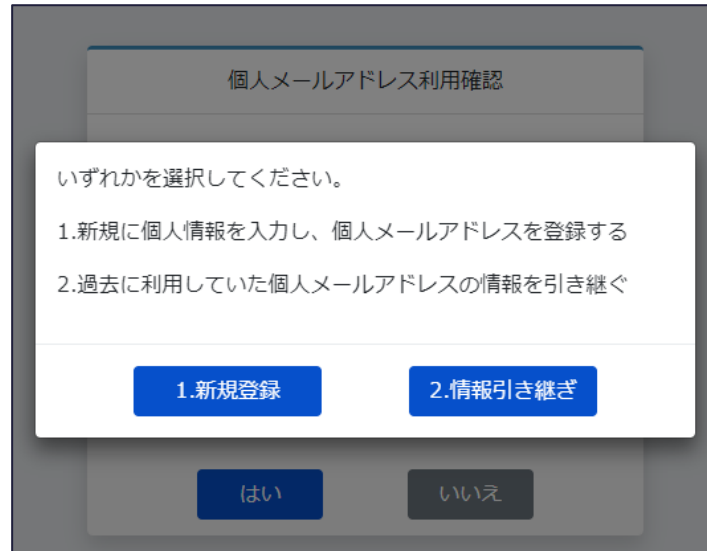 個人メールアドレス利用確認
いずれかを選択してください。
1.新規に個人情報を入力し、個人メールアドレスを登録する
2.過去に利用していた個人メールアドレスの情報を引き継ぐ
1.新規登録
2.情報引き継ぎ
はい
いいえ